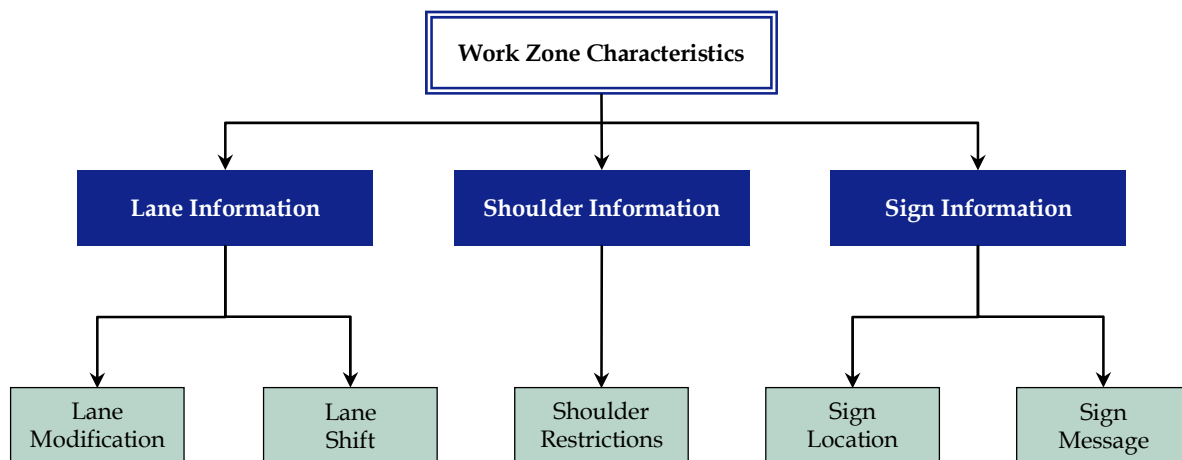 Work Zone Characteristics
Lane Information
Shoulder Information
Sign Information
Lane
Modification
Lane
Shift
Shoulder
Restrictions
Sign
Location
Sign
Message